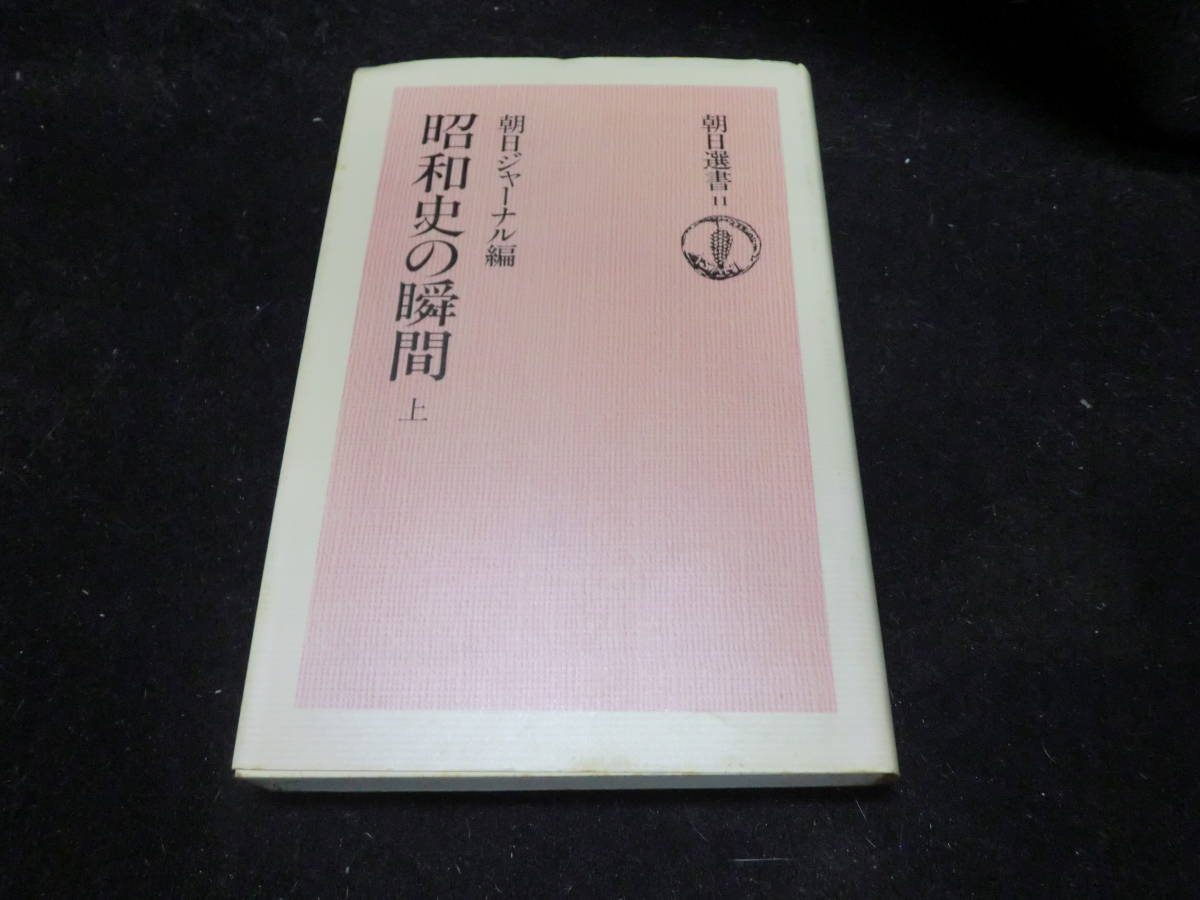 朝日選書 11
朝日ジャーナル編
昭和史の瞬間 上